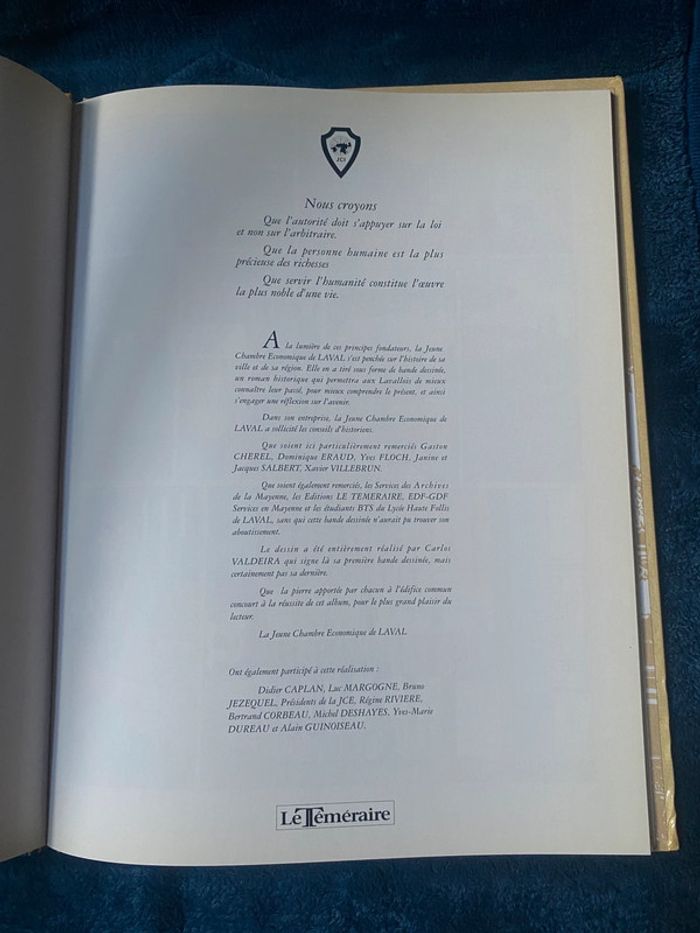 JCI
Nous croyons
Que l'autorité doit s'appuyer sur la loi
et non sur l'arbitraire.
Que la personne humaine est la plus
précieuse des richesses
Que servir l'humanité constitue l'œuvre
la plus noble d'une vie.
A la lumière de ces principes fondateurs, la Jeune
Chambre Economique de LAVAL s'est penchée sur l'histoire de sa
ville et de sa région. Elle en a tiré sous forme de bande dessinée,
un roman historique qui permettra aux Lavallois de mieux
connaître leur passé, pour mieux comprendre le présent, et ainsi
s'engager une réflexion sur l'avenir.
Dans son entreprise, la Jeune Chambre Economique de
LAVAL a sollicité les conseils d'historiens.
Que soient ici particulièrement remerciés Gaston
CHEREL, Dominique ERAUD, Yves FLOCH, Janine et
Jacques SALBERT, Xavier VILLEBRUN.
Que soient également remerciés, les Services des Archives
de la Mayenne, les Editions LE TEMERAIRE, EDF-GDF
Services en Mayenne et les étudiants BTS du Lycée Haute Follis
de LAVAL, sans qui cette bande dessinée n'aurait pu trouver son
aboutissement.
Le dessin a été entièrement réalisé par Carlos
VALDEIRA qui signe là sa première bande dessinée, mais
certainement pas sa dernière.
Que la pierre apportée par chacun à l'édifice commun
concourt à la réussite de cet album, pour le plus grand plaisir du
lecteur.
La Jeune Chambre Economique de LAVAL
Ont également participé à cette réalisation :
Didier CAPLAN, Luc MARGOGNE, Bruno
JEZEQUEL, Présidents de la JCE, Régine RIVIERE,
Bertrand CORBEAU, Michel DESHAYES, Yves-Marie
DUREAU et Alain GUINOISEAU.
Lé Téméraire